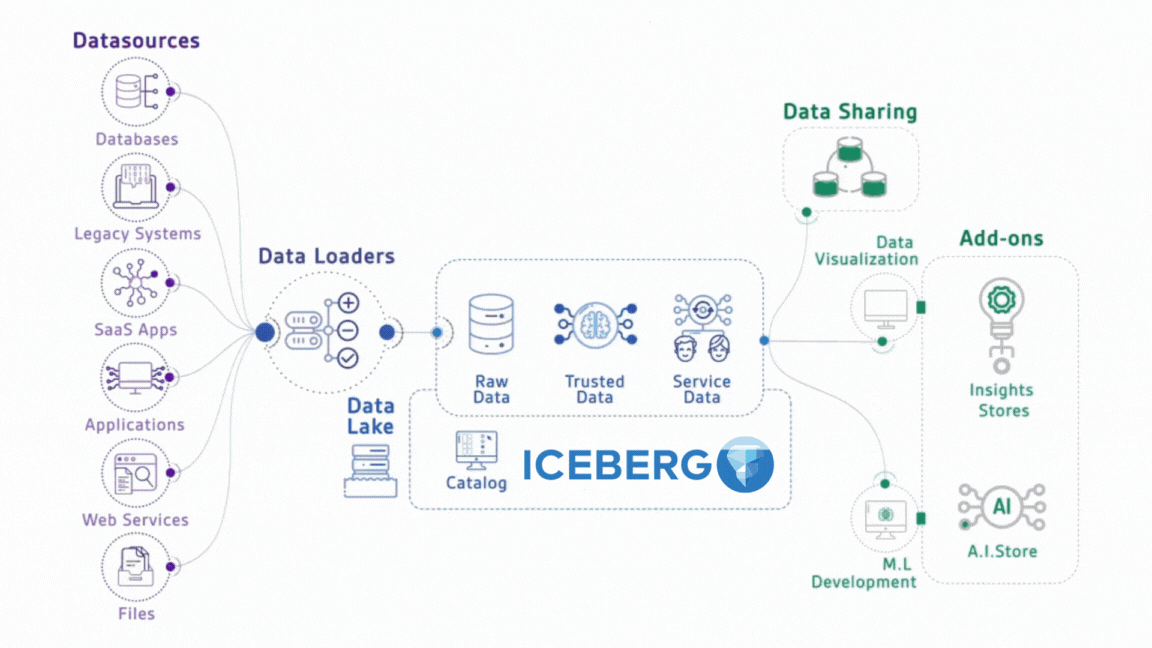 Datasources
Databases
Legacy Systems
SaaS Apps
Applications
Web Services
Files
Data Loaders
Data
Lake
Raw
Data
Trusted
Data
Service
Data
Catalog
ICEBERG
Data Sharing
Data
Visualization
M.L
Development
Add-ons
Insights
Stores
AI
A.I.Store